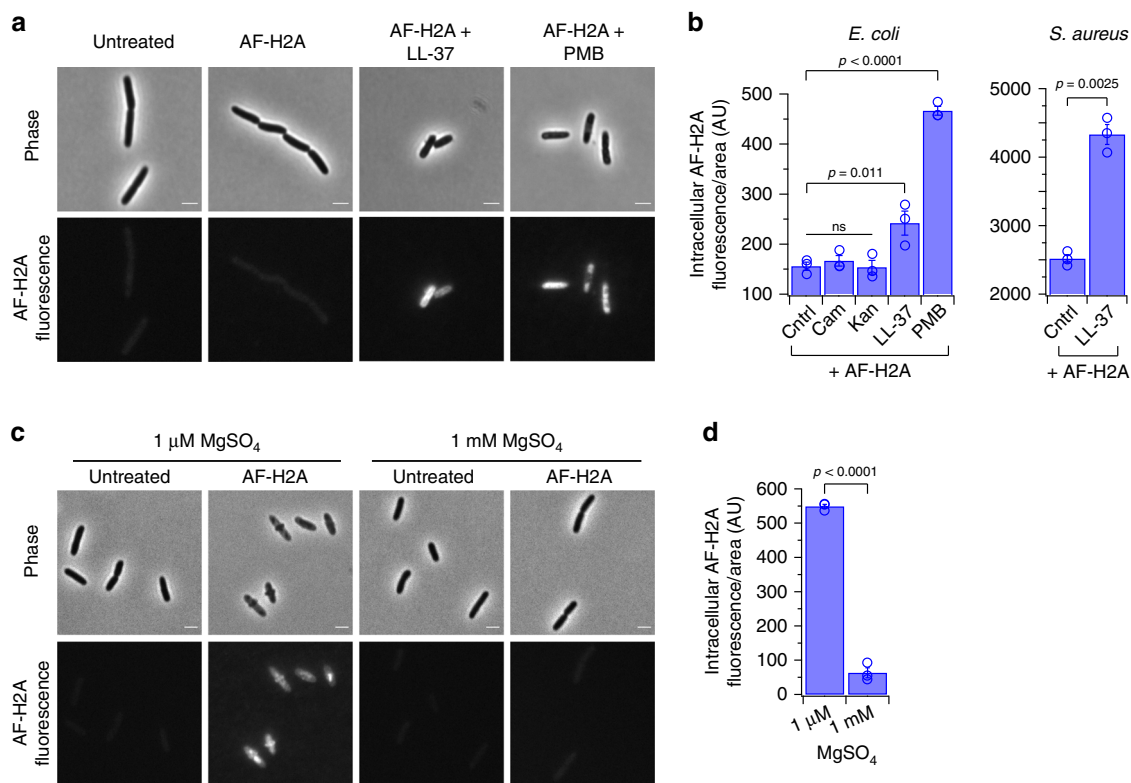 a
Untreated
AF-H2A
AF-H2A +
LL-37
AF-H2A +
PMB
Phase
AF-H2A
fluorescence
b
E. coli
S. aureus
Intracellular AF-H2A
fluorescence/area (AU)
p < 0.0001
p = 0.011
ns
500
400
300
200
100
Cntrl
Cam
Kan
LL-37
PMB
+ AF-H2A
p = 0.0025
5000
4000
3000
2000
Cntrl
LL-37
+ AF-H2A
c
1 μM MgSO₄
1 mM MgSO₄
Untreated
AF-H2A
Untreated
AF-H2A
Phase
AF-H2A
fluorescence
d
Intracellular AF-H2A
fluorescence/area (AU)
p < 0.0001
600
500
400
300
200
100
0
1 μM
1 mM
MgSO₄